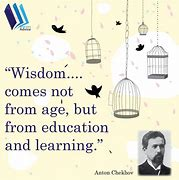 “Wisdom....
comes not
from age, but
from education
and learning.”
Anton Chekhov